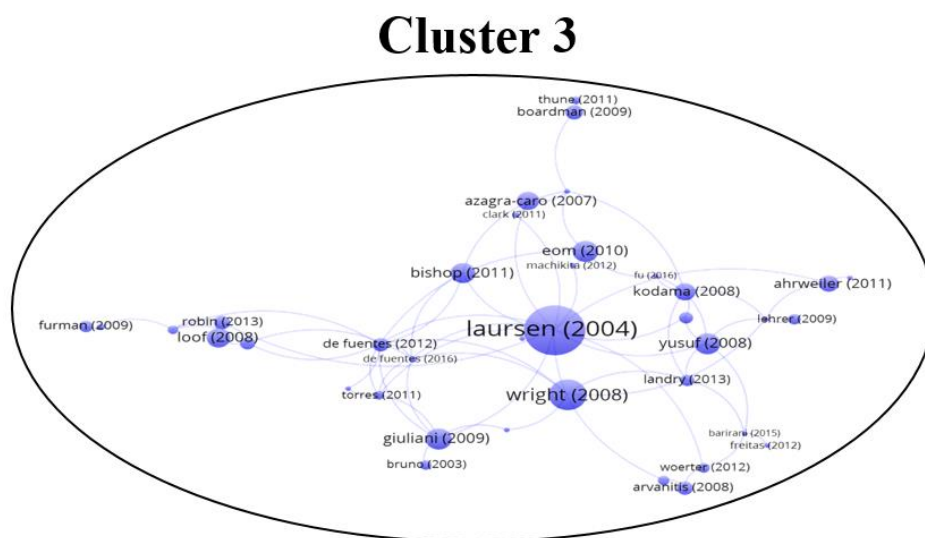 Cluster 3
thune (2011)
boardman (2009)
azagra-caro (2007)
clark (2011)
eom (2010)
machikita (2012)
bishop (2011)
fu (2016)
kodama (2008)
ahrweiler (2011)
furman (2009)
robin (2013)
loof (2008)
laursen (2004)
lehrer (2009)
de fuentes (2012)
de fuentes (2016)
yusuf (2008)
torres (2011)
wright (2008)
landry (2013)
giuliani (2009)
bruno (2003)
barirani (2015)
freitas (2012)
woerter (2012)
arvanitis (2008)